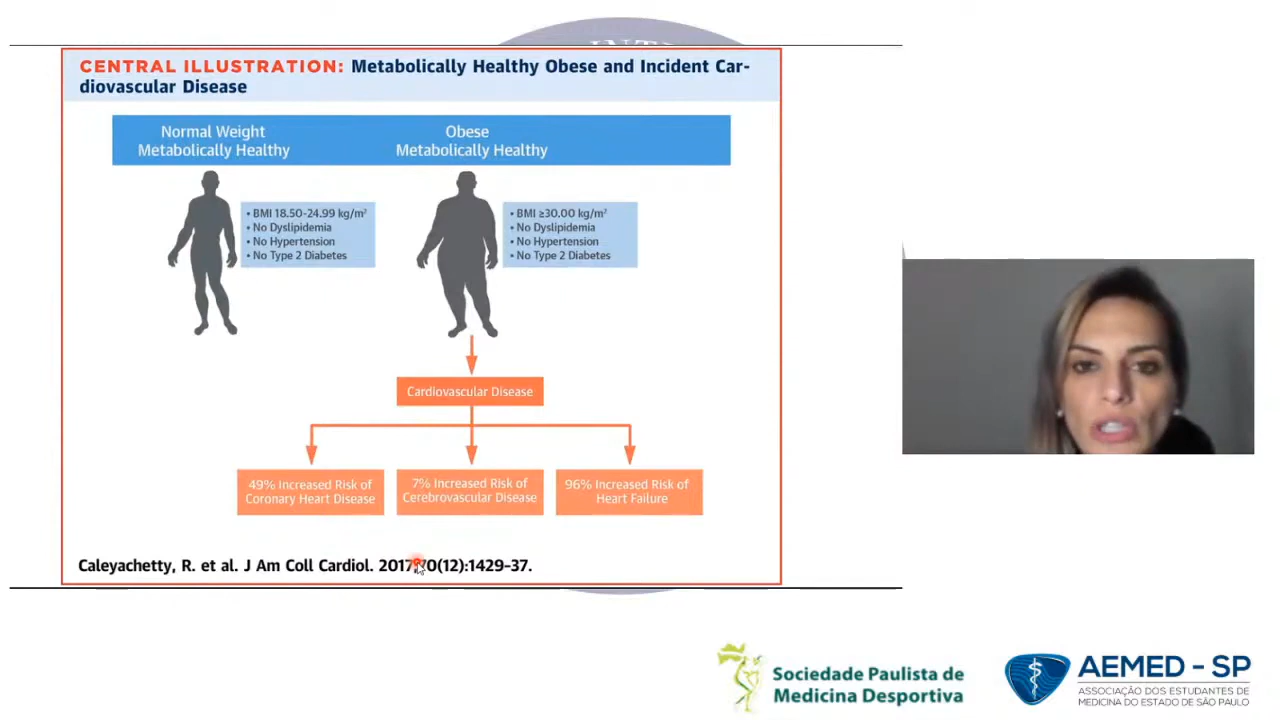 CENTRAL ILLUSTRATION: Metabolically Healthy Obese and Incident Car-
diovascular Disease
Normal Weight
Metabolically Healthy
Obese
Metabolically Healthy
• BMI 18.50-24.99 kg/m²
• No Dyslipidemia
• No Hypertension
• No Type 2 Diabetes
• BMI ≥30.00 kg/m²
• No Dyslipidemia
• No Hypertension
• No Type 2 Diabetes
Cardiovascular Disease
49% Increased Risk of
Coronary Heart Disease
7% Increased Risk of
Cerebrovascular Disease
96% Increased Risk of
Heart Failure
Caleyachetty, R. et al. J Am Coll Cardiol. 2017;70(12):1429-37.
Sociedade Paulista de
Medicina Desportiva
AEMED - SP
ASSOCIAÇÃO DOS ESTUDANTES DE
MEDICINA DO ESTADO DE SÃO PAULO